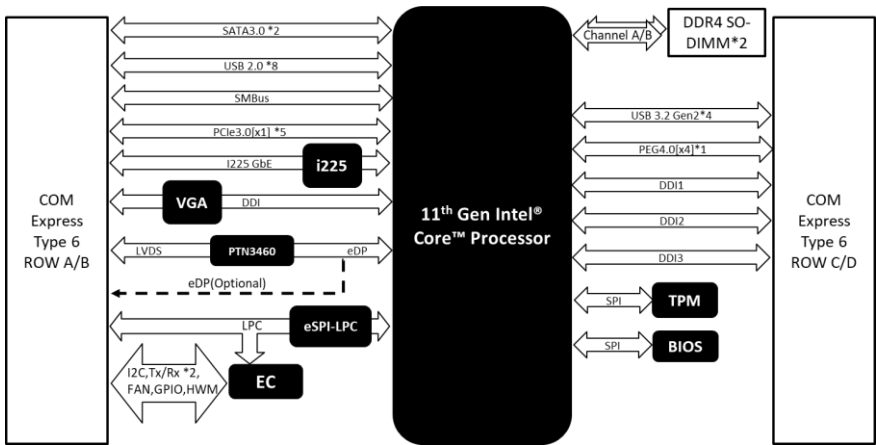 SATA3.0 *2
USB 2.0 *8
SMBus
PCIe3.0[x1] *5
I225 GbE
i225
VGA
DDI
LVDS
PTN3460
eDP
eDP(Optional)
LPC
eSPI-LPC
I2C,Tx/Rx *2,
FAN,GPIO,HWM
EC
COM
Express
Type 6
ROW A/B
11th Gen Intel®
Core™ Processor
Channel A/B
DDR4 SO-
DIMM*2
USB 3.2 Gen2*4
PEG4.0[x4]*1
DDI1
DDI2
DDI3
SPI
TPM
SPI
BIOS
COM
Express
Type 6
ROW C/D